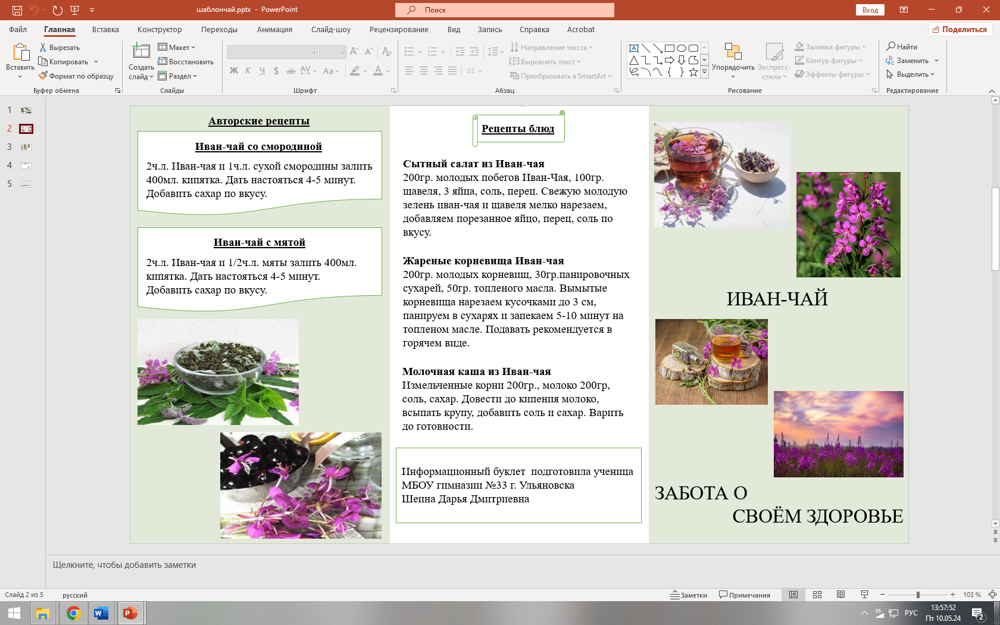 шаблончай.pptx - PowerPoint
Поиск
Вход
Файл
Главная
Вставка
Конструктор
Переходы
Анимация
Слайд-шоу
Рецензирование
Вид
Запись
Справка
Acrobat
Поделиться
Вставить
Вырезать
Копировать
Формат по образцу
Буфер обмена
Создать
слайд
Макет
Восстановить
Раздел
Слайды
Ж К Ч S ab AV Aa А
Шрифт
Направление текста
Выровнять текст
Преобразовать в SmartArt
Абзац
Упорядочить
Экспресс-
стили
Заливка фигуры
Контур фигуры
Эффекты фигуры
Рисование
Найти
Заменить
Выделить
Редактирование
1
2
3
4
5
Авторские рецепты
Иван-чай со смородиной
2ч.л. Иван-чая и 1ч.л. сухой смородины залить
400мл. кипятка. Дать настояться 4-5 минут.
Добавить сахар по вкусу.
Иван-чай с мятой
2ч.л. Иван-чая и 1/2ч.л. мяты залить 400мл.
кипятка. Дать настояться 4-5 минут.
Добавить сахар по вкусу.
Рецепты блюд
Сытный салат из Иван-чая
200гр. молодых побегов Иван-Чая, 100гр.
щавеля, 3 яйца, соль, перец. Свежую молодую
зелень иван-чая и щавеля мелко нарезаем,
добавляем порезанное яйцо, перец, соль по
вкусу.
Жареные корневища Иван-чая
200гр. молодых корневищ, 30гр.панировочных
сухарей, 50гр. топленого масла. Вымытые
корневища нарезаем кусочками до 3 см,
панируем в сухарях и запекаем 5-10 минут на
топленом масле. Подавать рекомендуется в
горячем виде.
Молочная каша из Иван-чая
Измельченные корни 200гр., молоко 200гр,
соль, сахар. Довести до кипения молоко,
всыпать крупу, добавить соль и сахар. Варить
до готовности.
Информационный буклет  подготовила ученица
МБОУ гимназии №33 г. Ульяновска
Шеина Дарья Дмитриевна
ИВАН-ЧАЙ
ЗАБОТА О
СВОЁМ ЗДОРОВЬЕ
Щелкните, чтобы добавить заметки
Слайд 2 из 5
русский
Заметки
Примечания
103 %
26
РУС
13:57:52
Пт 10.05.24
2